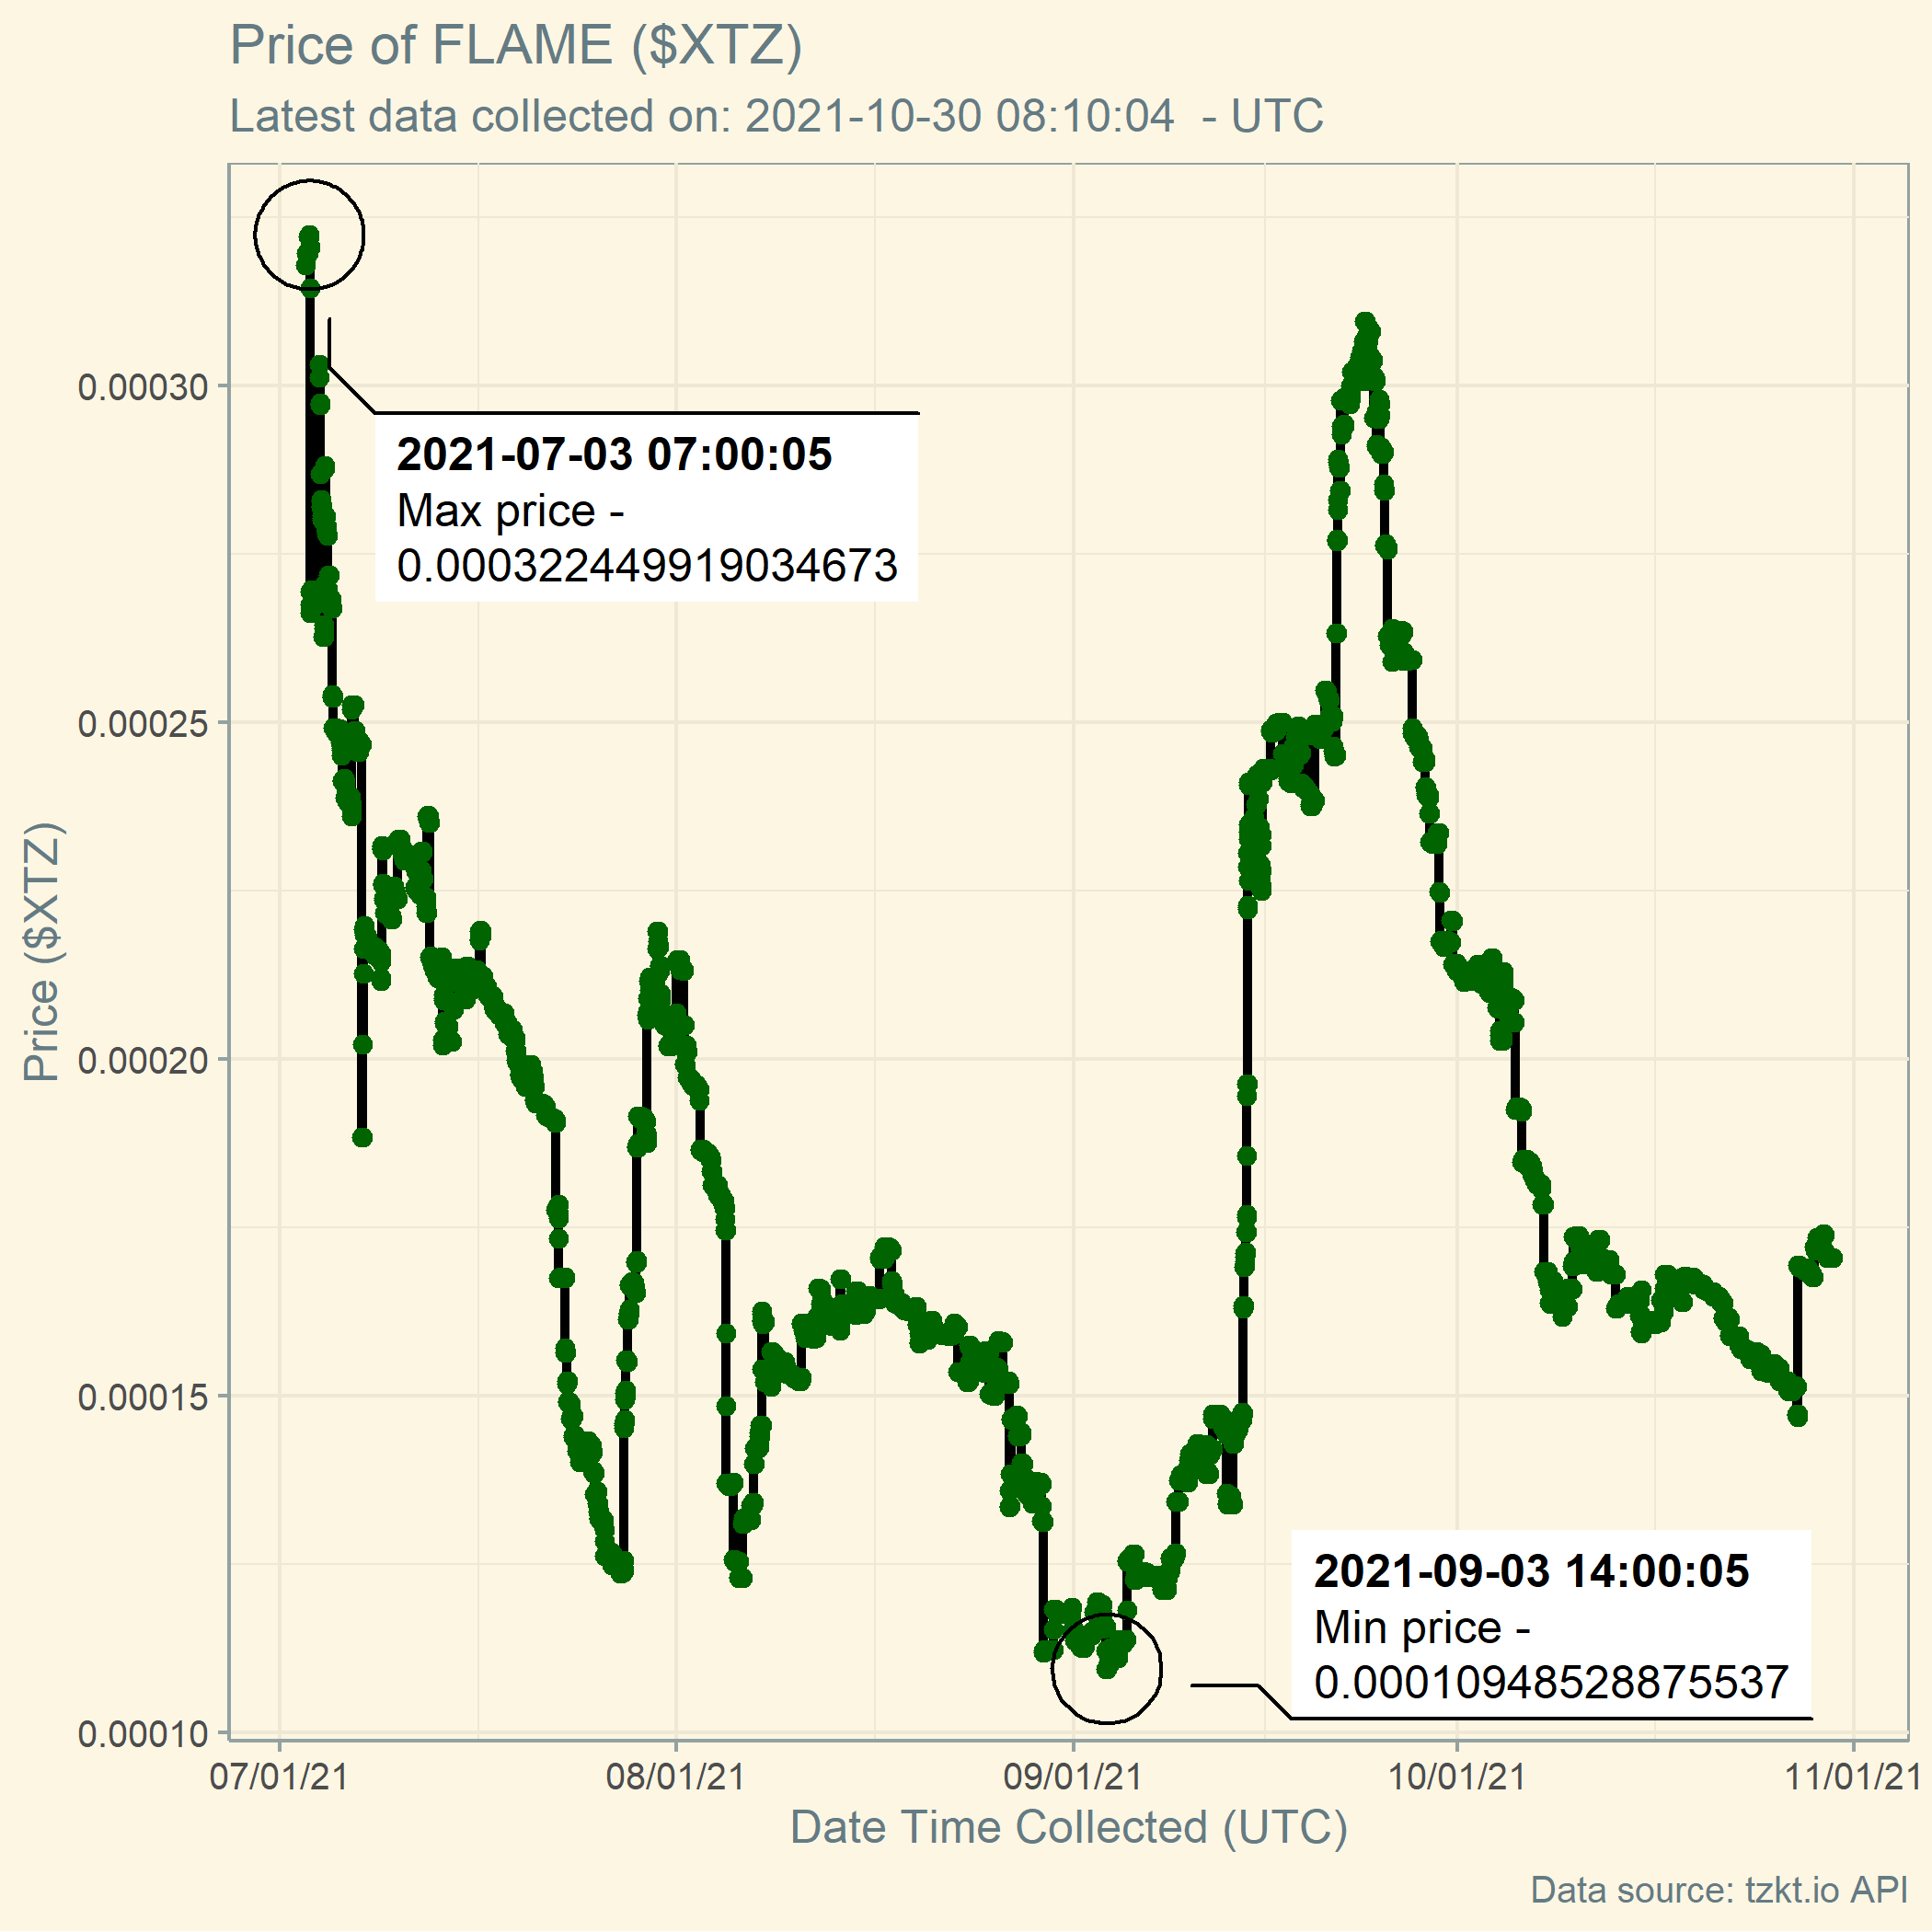 Price of FLAME ($XTZ)
Latest data collected on: 2021-10-30 08:10:04  - UTC
2021-07-03 07:00:05
Max price -
0.000322449919034673
0.00030
0.00025
Price ($XTZ)
0.00020
0.00015
2021-09-03 14:00:05
Min price -
0.000109485288755537
0.00010
07/01/21 08/01/21 09/01/21 10/01/21 11/01/21
Date Time Collected (UTC)
Data source: tzkt.io API